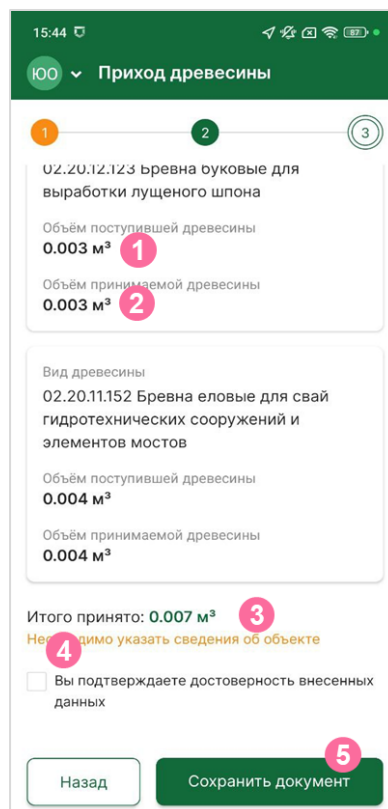 15:44
87
ЮО Приход древесины
1 2 3
02.20.12.123 Бревна буковые для
выработки лущеного шпона
Объём поступившей древесины
0.003 м³ 1
Объём принимаемой древесины
0.003 м³ 2
Вид древесины
02.20.11.152 Бревна еловые для свай
гидротехнических сооружений и
элементов мостов
Объём поступившей древесины
0.004 м³
Объём принимаемой древесины
0.004 м³
Итого принято: 0.007 м³ 3
Необходимо указать сведения об объекте
4
Вы подтверждаете достоверность внесенных
данных
5
Назад Сохранить документ